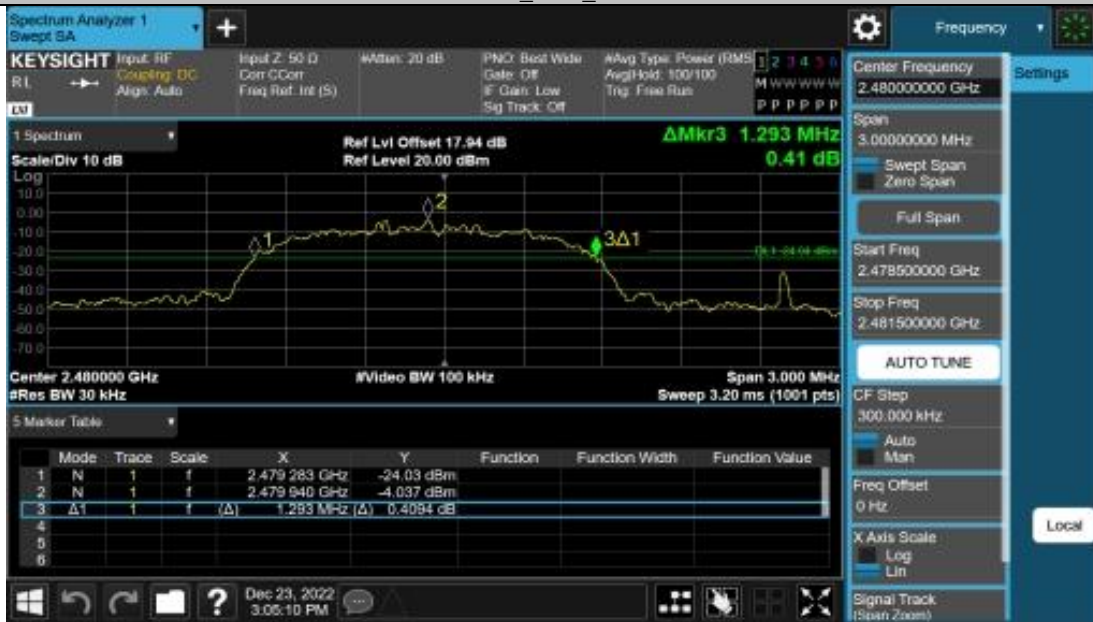 Spectrum Analyzer 1
Swept SA
+
Frequency
KEYSIGHT
Input: RF
Coupling: DC
Align: Auto
Input Z: 50 Ω
Corr CCorr
Freq Ref: Int (S)
#Atten: 20 dB
PNO: Best Wide
Gate: Off
IF Gain: Low
Sig Track: Off
#Avg Type: Power (RMS
Avg|Hold: 100/100
Trig: Free Run
1 2 3 4 5 6
M W W W W W
P P P P P P
RL
LXI
Center Frequency
2.480000000 GHz
Settings
1 Spectrum
Scale/Div 10 dB
Ref Lvl Offset 17.94 dB
Ref Level 20.00 dBm
ΔMkr3 1.293 MHz
0.41 dB
Span
3.00000000 MHz
Swept Span
Zero Span
Full Span
Start Freq
2.478500000 GHz
Stop Freq
2.481500000 GHz
AUTO TUNE
CF Step
300.000 kHz
Auto
Man
Freq Offset
0 Hz
X Axis Scale
Log
Lin
Signal Track
(Span Zoom)
Local
Log
10.0
0.00
-10.0
-20.0
-30.0
-40.0
-50.0
-60.0
-70.0
1
2
3Δ1
DL1 -24.04 dBm
Center 2.480000 GHz
#Res BW 30 kHz
#Video BW 100 kHz
Span 3.000 MHz
Sweep 3.20 ms (1001 pts)
5 Marker Table
Mode Trace Scale X Y Function Function Width Function Value
1 N 1 f 2.479 283 GHz -24.03 dBm
2 N 1 f 2.479 940 GHz -4.037 dBm
3 Δ1 1 f (Δ) 1.293 MHz (Δ) 0.4094 dB
4
5
6
?
Dec 23, 2022
3:05:10 PM